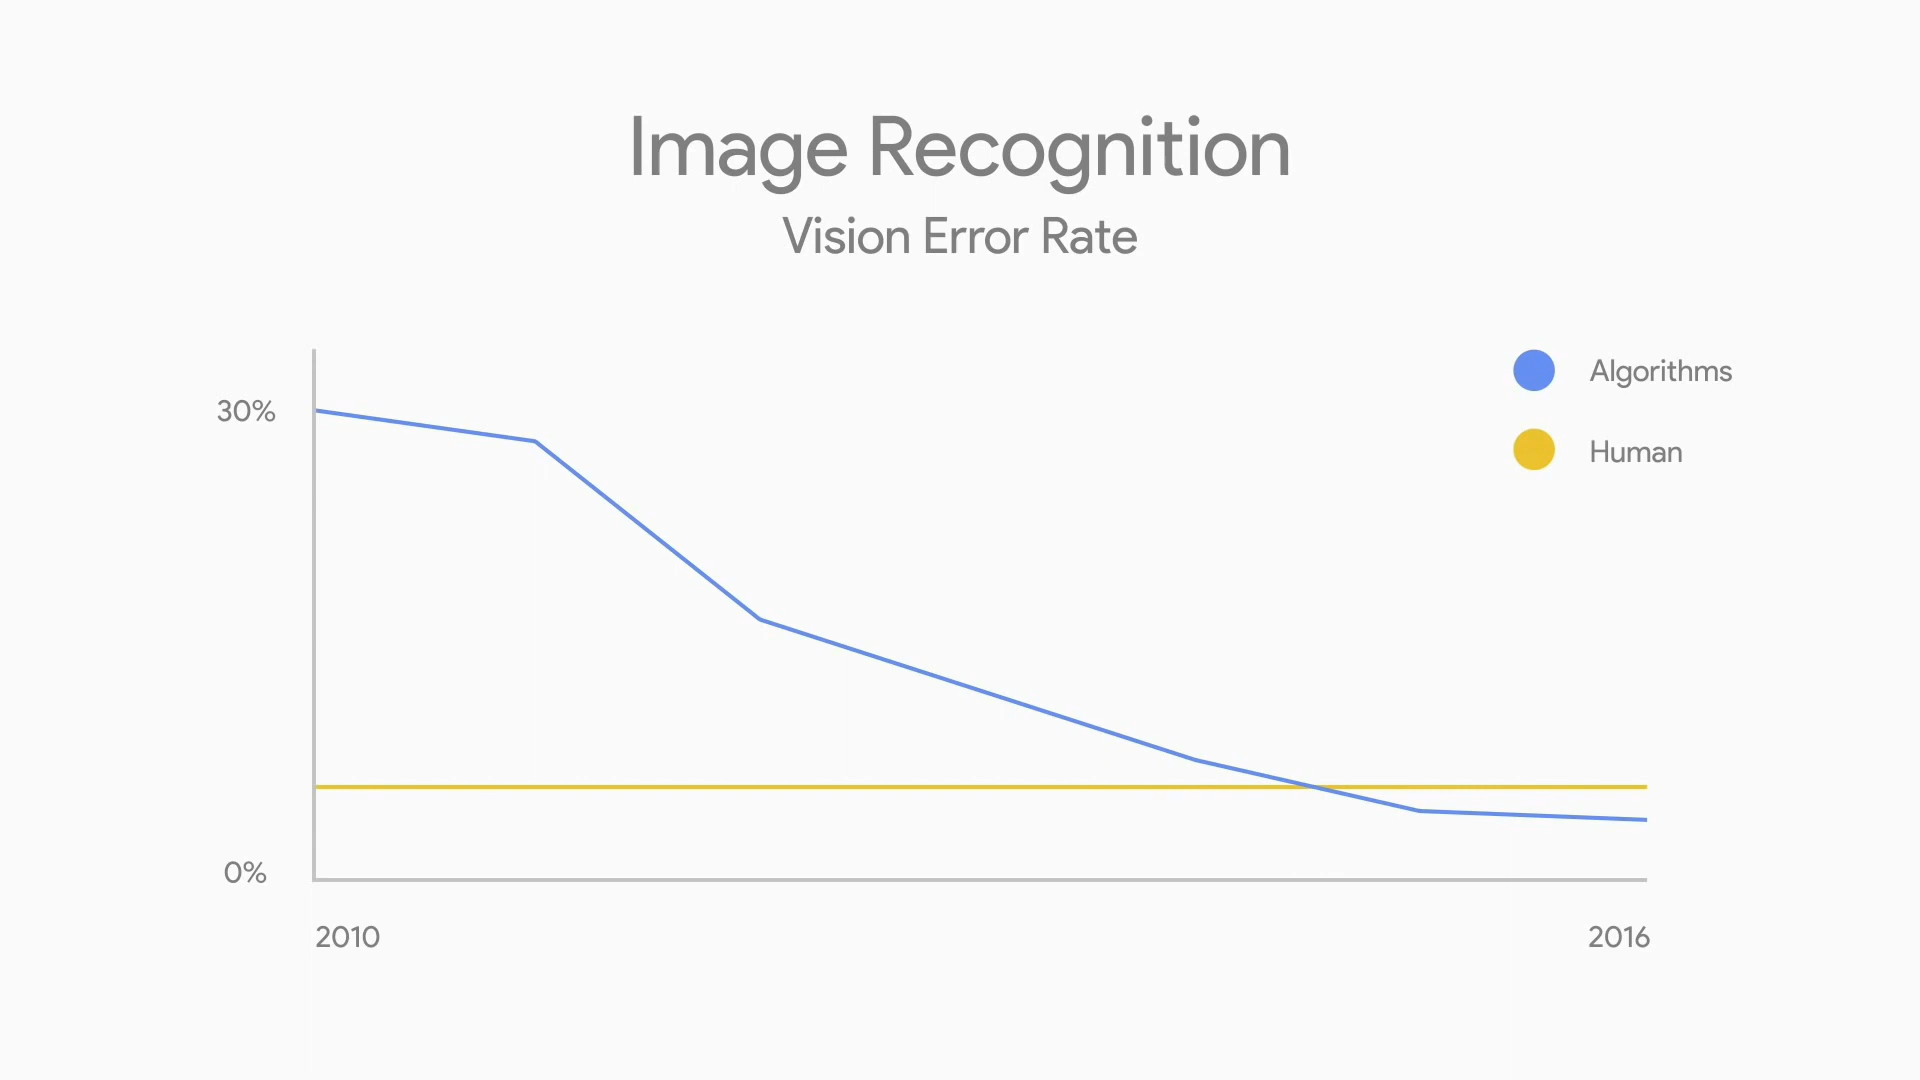 Image Recognition
Vision Error Rate
Algorithms
30%
Human
0%
2010
2016